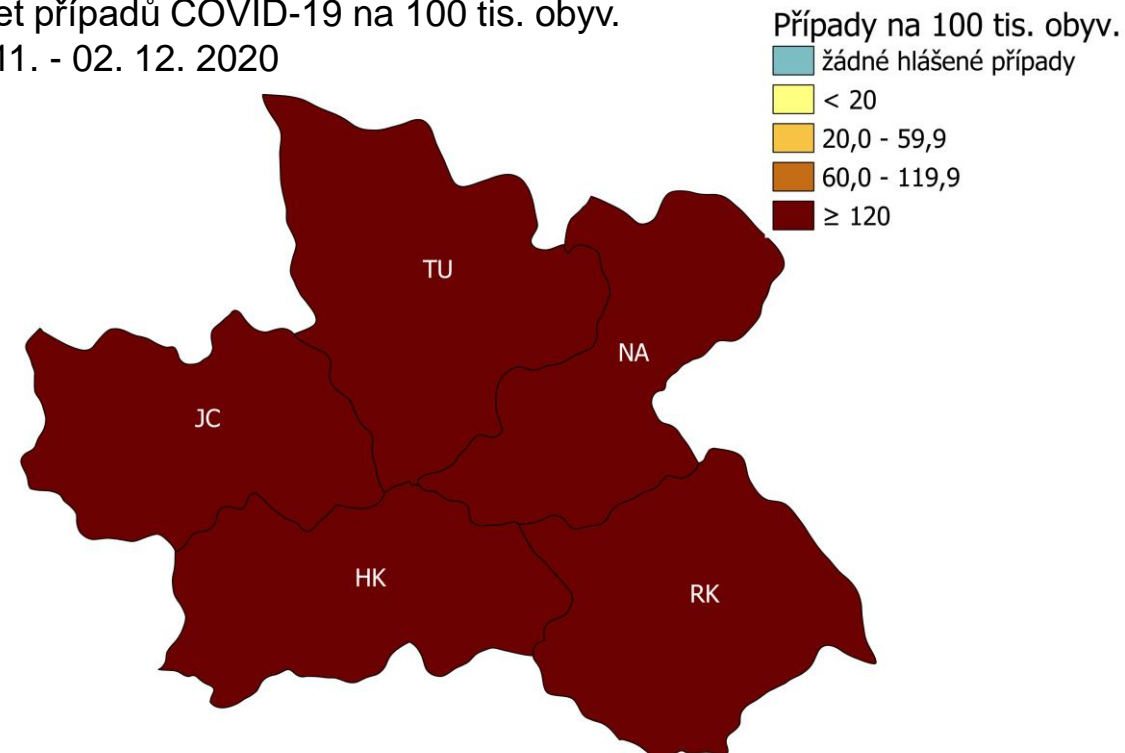 et případů COVID-19 na 100 tis. obyv.
11. - 02. 12. 2020
Případy na 100 tis. obyv.
žádné hlášené případy
< 20
20,0 - 59,9
60,0 - 119,9
≥ 120
TU
NA
JC
HK
RK